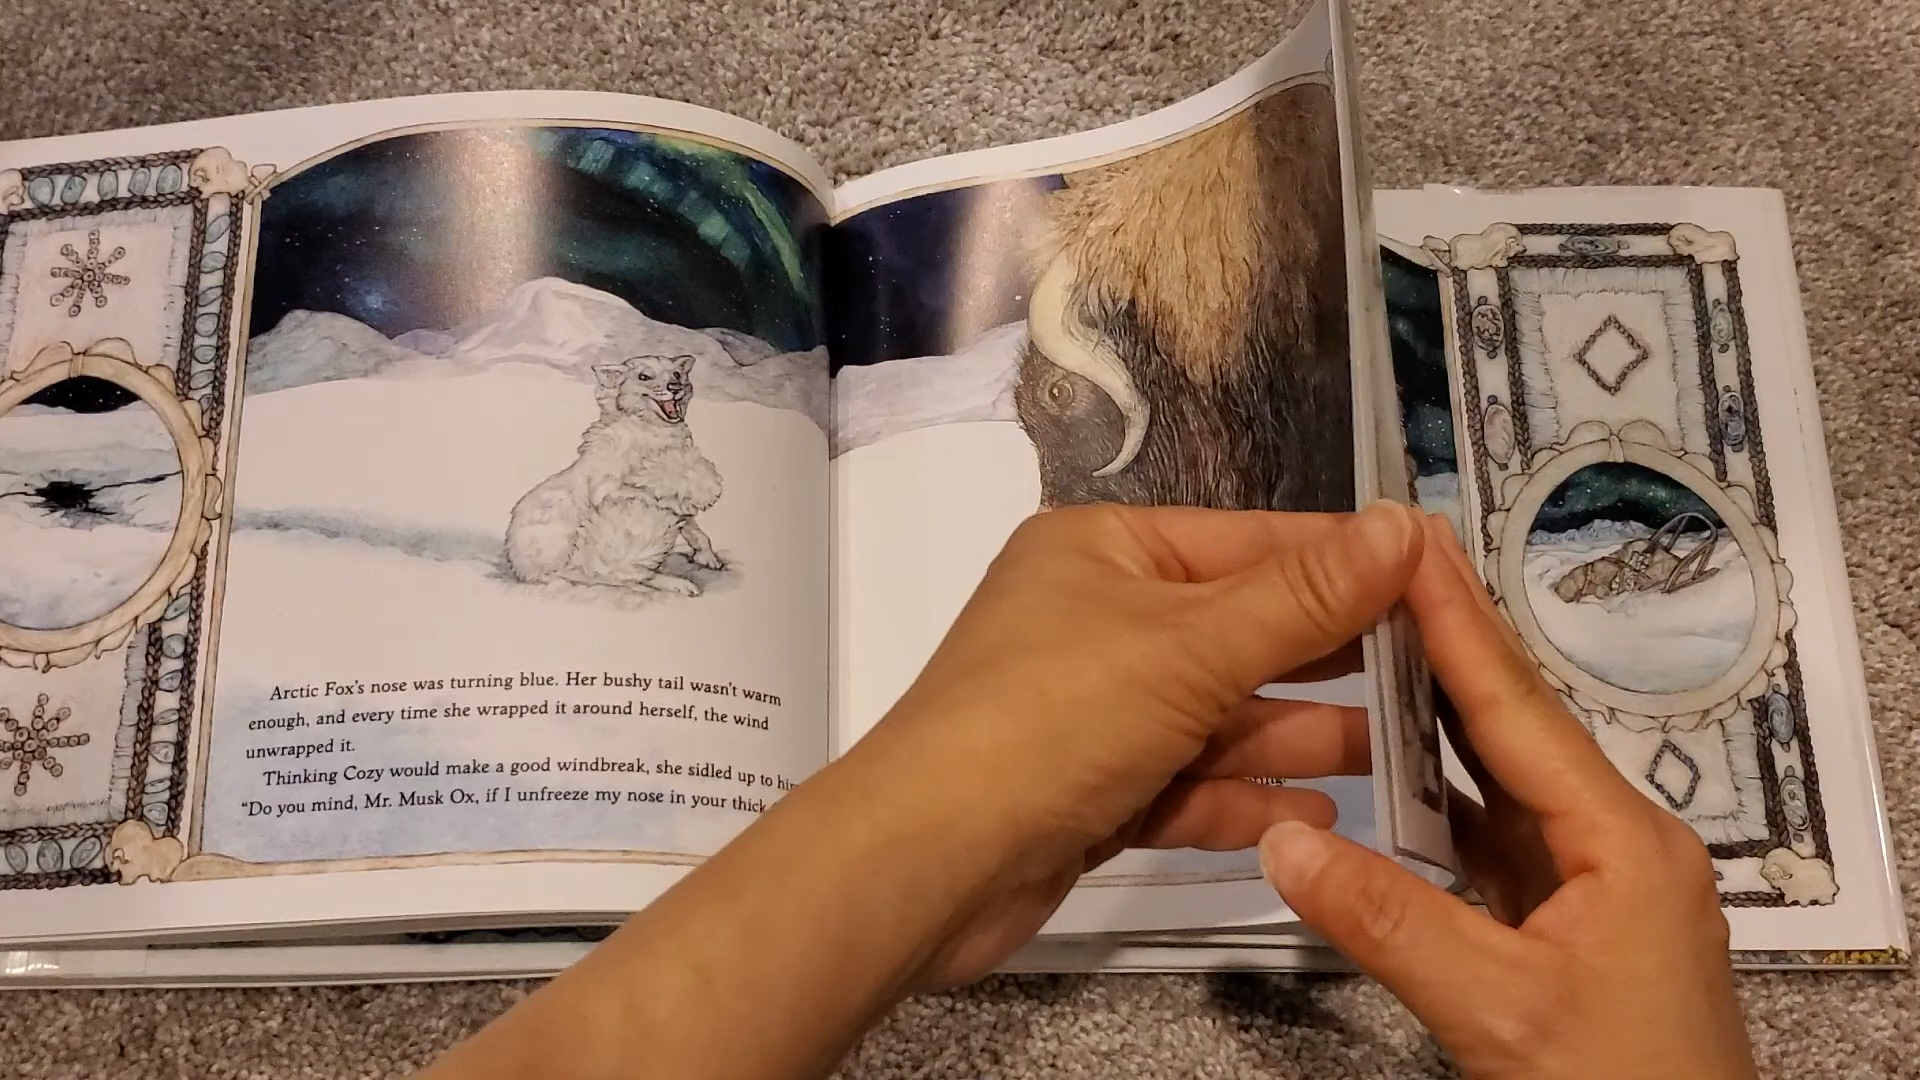 Arctic Fox's nose was turning blue. Her bushy tail wasn't warm
enough, and every time she wrapped it around herself, the wind
unwrapped it.
Thinking Cozy would make a good windbreak, she sidled up to
“Do you mind, Mr. Musk Ox, if I unfreeze my nose in your thick